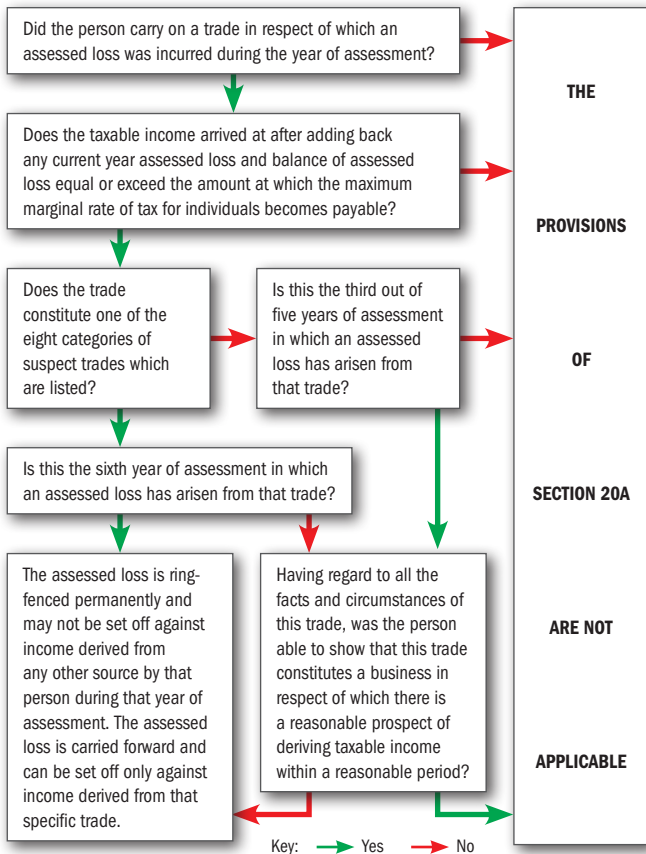 Did the person carry on a trade in respect of which an
assessed loss was incurred during the year of assessment?
Does the taxable income arrived at after adding back
any current year assessed loss and balance of assessed
loss equal or exceed the amount at which the maximum
marginal rate of tax for individuals becomes payable?
Does the trade
constitute one of the
eight categories of
suspect trades which
are listed?
Is this the third out of
five years of assessment
in which an assessed
loss has arisen from
that trade?
Is this the sixth year of assessment in which
an assessed loss has arisen from that trade?
The assessed loss is ring-
fenced permanently and
may not be set off against
income derived from
any other source by that
person during that year of
assessment. The assessed
loss is carried forward and
can be set off only against
income derived from that
specific trade.
Having regard to all the
facts and circumstances of
this trade, was the person
able to show that this trade
constitutes a business in
respect of which there is
a reasonable prospect of
deriving taxable income
within a reasonable period?
THE
PROVISIONS
OF
SECTION 20A
ARE NOT
APPLICABLE
Key: Yes No